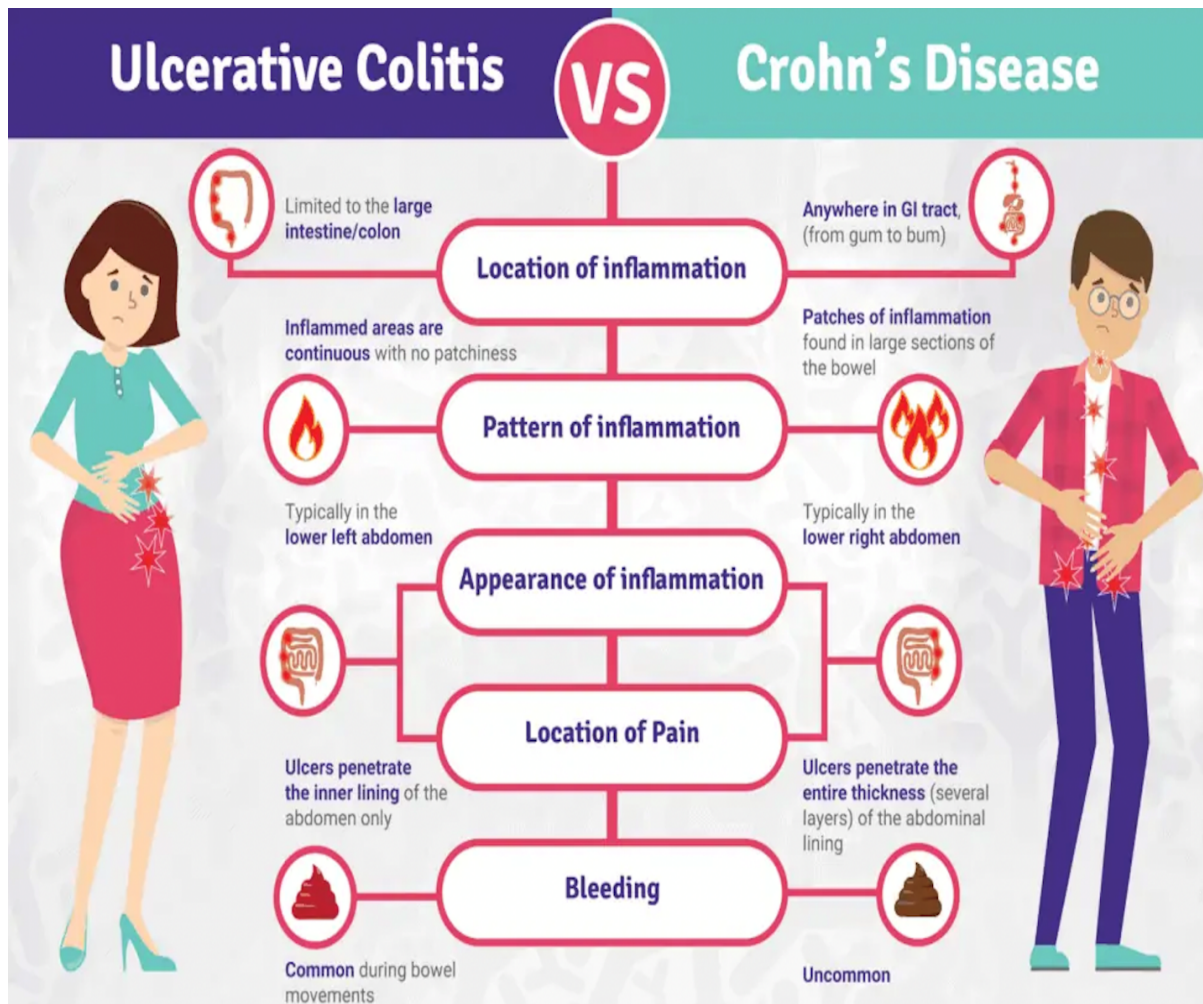 Ulcerative Colitis
VS
Crohn's Disease
Limited to the large
intestine/colon
Location of inflammation
Anywhere in GI tract,
(from gum to bum)
Inflammed areas are
continuous with no patchiness
Pattern of inflammation
Patches of inflammation
found in large sections of
the bowel
Typically in the
lower left abdomen
Appearance of inflammation
Typically in the
lower right abdomen
Location of Pain
Ulcers penetrate
the inner lining of the
abdomen only
Ulcers penetrate the
entire thickness (several
layers) of the abdominal
lining
Bleeding
Common during bowel
movements
Uncommon